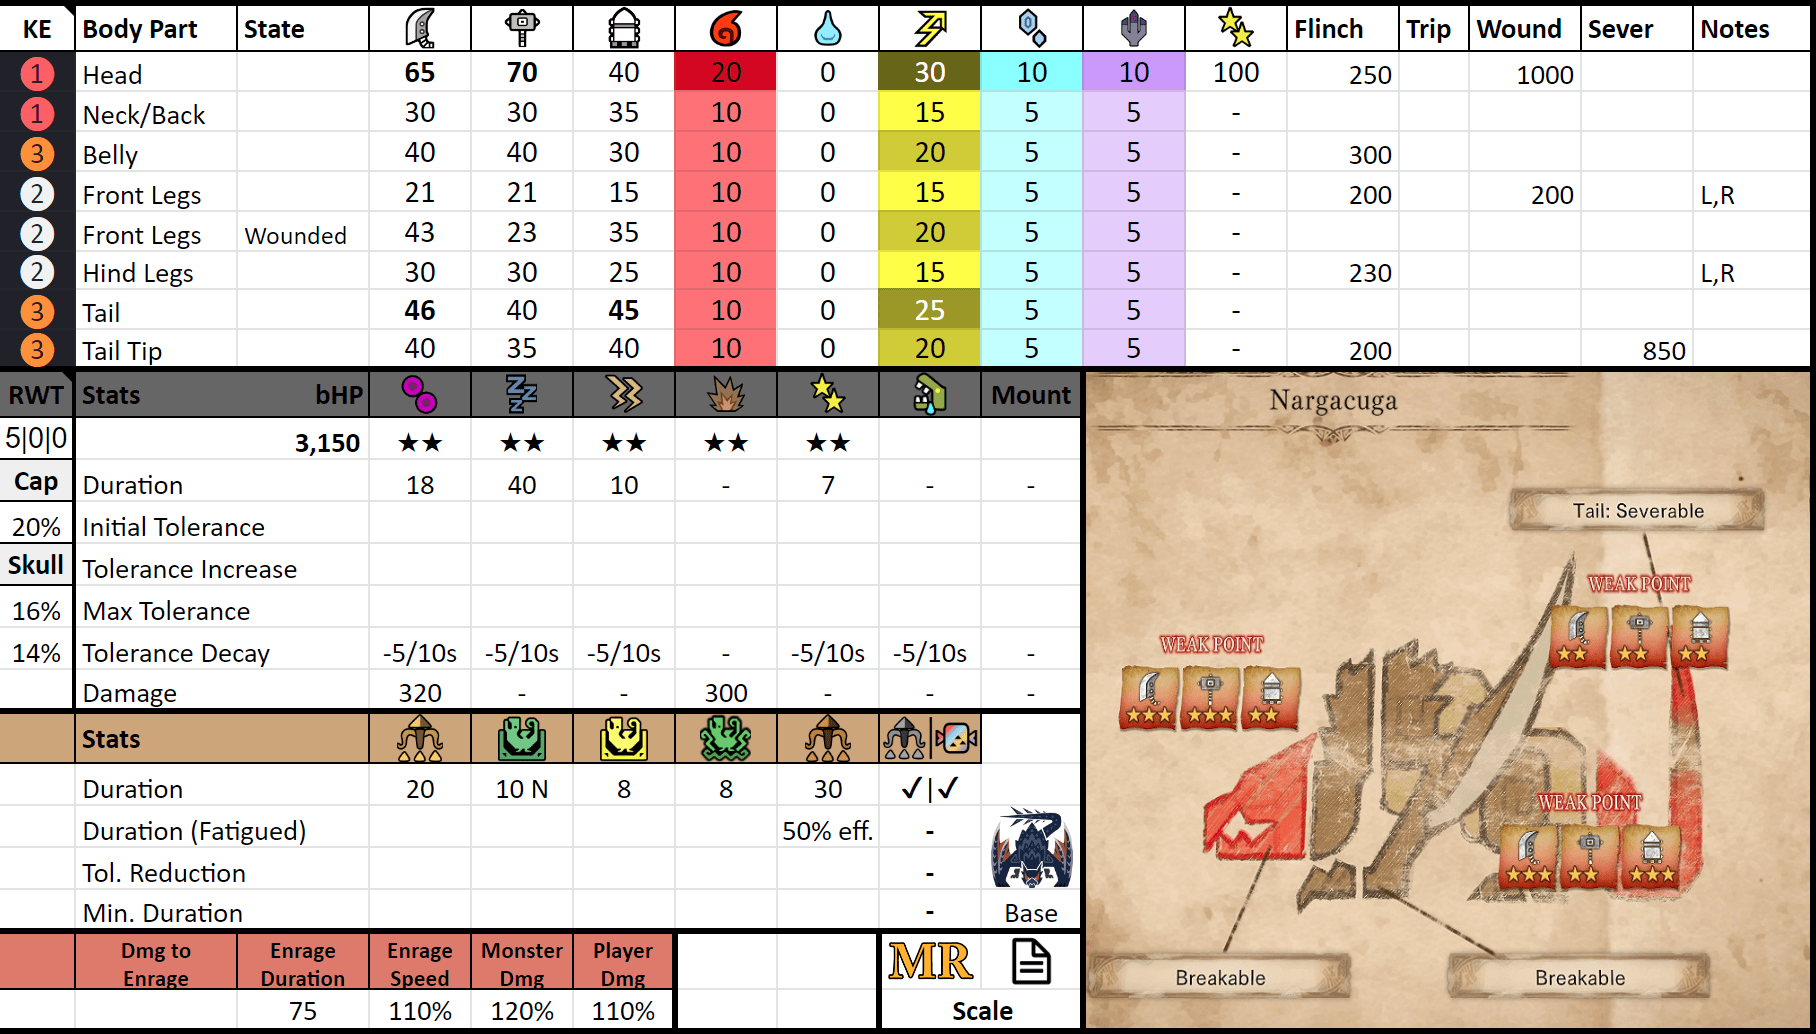 KE Body Part State Flinch Trip Wound Sever Notes
1 Head 65 70 40 20 0 30 10 10 100 250 1000
1 Neck/Back 30 30 35 10 0 15 5 5 -
3 Belly 40 40 30 10 0 20 5 5 - 300
2 Front Legs 21 21 15 10 0 15 5 5 - 200 200 L,R
2 Front Legs Wounded 43 23 35 10 0 20 5 5 -
2 Hind Legs 30 30 25 10 0 15 5 5 - 230 L,R
3 Tail 46 40 45 10 0 25 5 5 -
3 Tail Tip 40 35 40 10 0 20 5 5 - 200 850
RWT Stats bHP Mount
5|0|0 3,150 ★★ ★★ ★★ ★★ ★★
Cap Duration 18 40 10 - 7 - -
20% Initial Tolerance
Skull Tolerance Increase
16% Max Tolerance
14% Tolerance Decay -5/10s -5/10s -5/10s - -5/10s -5/10s -
Damage 320 - - 300 - - -
Stats
Duration 20 10 N 8 8 30 ✓|✓
Duration (Fatigued) 50% eff. -
Tol. Reduction -
Min. Duration - Base
Dmg to Enrage Enrage Duration Enrage Speed Monster Dmg Player Dmg MR
75 110% 120% 110% Scale
Nargacuga
Tail: Severable
WEAK POINT
WEAK POINT
WEAK POINT
Breakable
Breakable